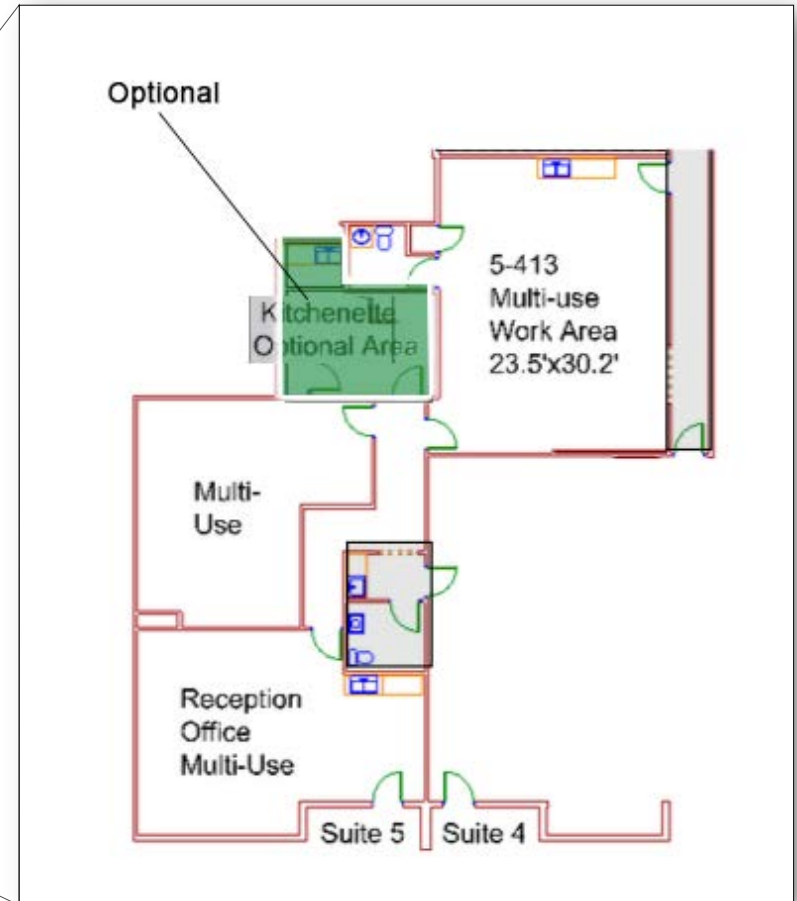 Optional
5-413
Multi-use
Work Area
23.5'x30.2'
Kitchenette
Optional Area
Multi-
Use
Reception
Office
Multi-Use
Suite 5
Suite 4